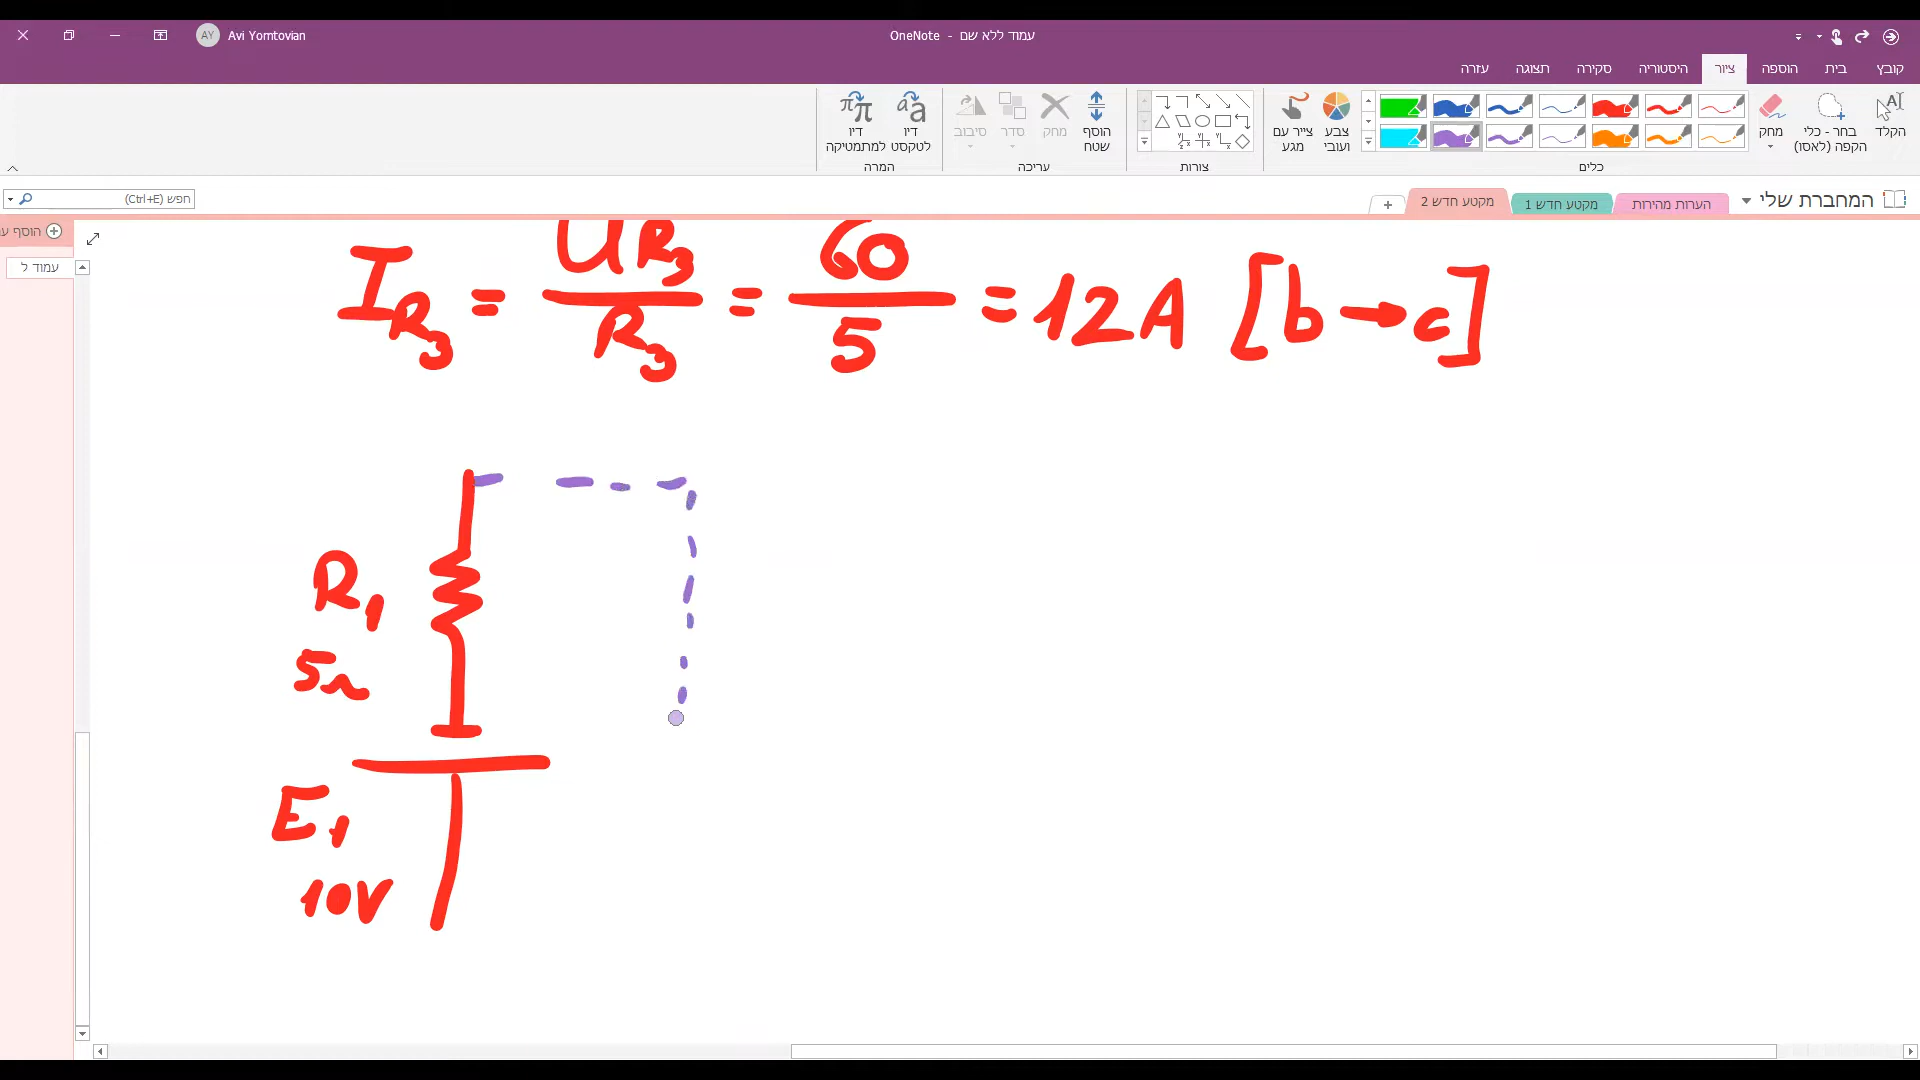 Avi Yomtovian
עמוד ללא שם - OneNote
קובץ
בית
הוספה
ציור
היסטוריה
סקירה
תצוגה
עזרה
הקלד
בחר - כלי
הקפה (לאסו)
מחק
כלים
צבע
ועובי
צייר עם
מגע
צורות
הוסף
שטח
מחק
סדר
סיבוב
עריכה
דיו
לטקסט
דיו
למתמטיקה
המרה
המחברת שלי
הערות מהירות
מקטע חדש 1
מקטע חדש 2
חפש (Ctrl+E)
הוסף
עמוד ל
I_R3 = U_R3 / R3 = 60 / 5 = 12A [b→c]
R1
5Ω
E1
10V